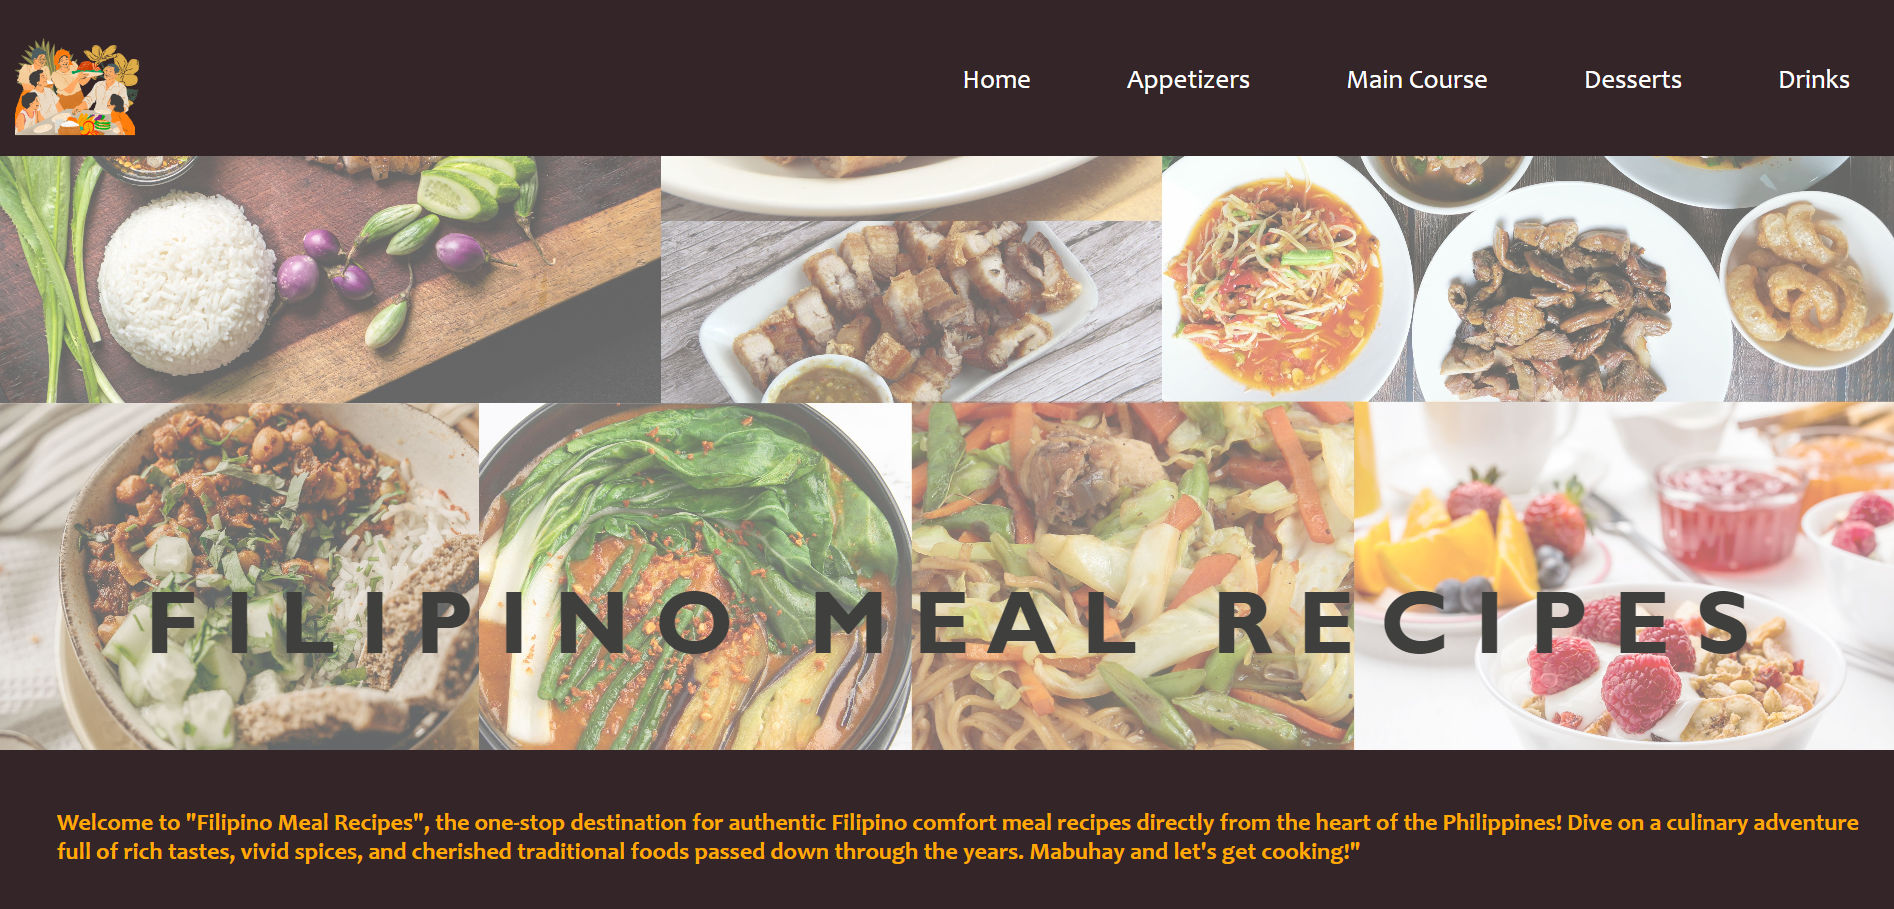 Home Appetizers Main Course Desserts Drinks
FILIPINO MEAL RECIPES
Welcome to "Filipino Meal Recipes", the one-stop destination for authentic Filipino comfort meal recipes directly from the heart of the Philippines! Dive on a culinary adventure
full of rich tastes, vivid spices, and cherished traditional foods passed down through the years. Mabuhay and let's get cooking!"